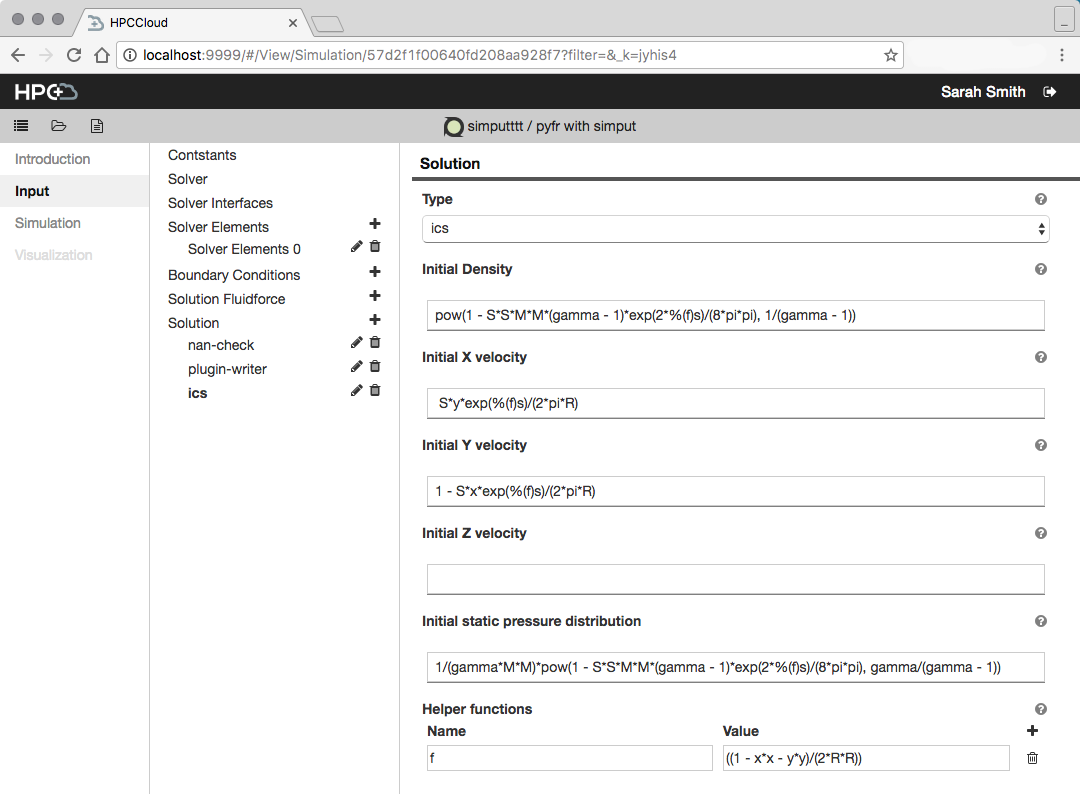 HPCCloud
localhost:9999/#/View/Simulation/57d2f1f00640fd208aa928f7?filter=&_k=jyhis4
HPC
Sarah Smith
simputttt / pyfr with simput
Introduction
Input
Simulation
Visualization
Contstants
Solver
Solver Interfaces
Solver Elements
Solver Elements 0
Boundary Conditions
Solution Fluidforce
Solution
nan-check
plugin-writer
ics
Solution
Type
ics
Initial Density
pow(1 - S*S*M*M*(gamma - 1)*exp(2*%(f)s)/(8*pi*pi), 1/(gamma - 1))
Initial X velocity
S*y*exp(%(f)s)/(2*pi*R)
Initial Y velocity
1 - S*x*exp(%(f)s)/(2*pi*R)
Initial Z velocity
Initial static pressure distribution
1/(gamma*M*M)*pow(1 - S*S*M*M*(gamma - 1)*exp(2*%(f)s)/(8*pi*pi), gamma/(gamma - 1))
Helper functions
Name Value
f ((1 - x*x - y*y)/(2*R*R))